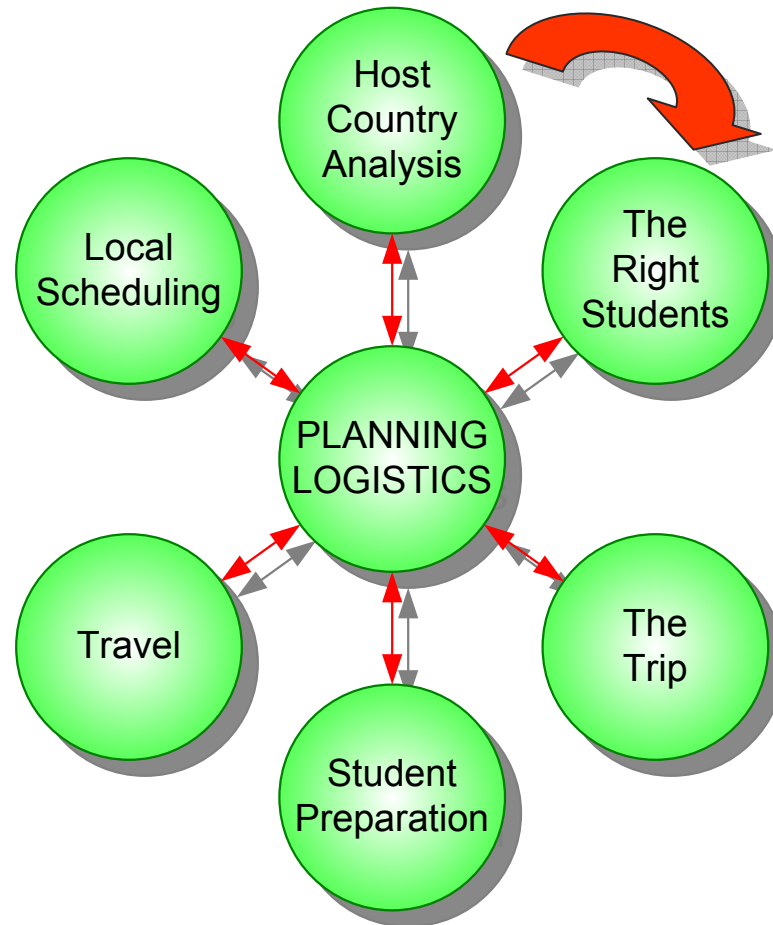 Host
Country
Analysis
The
Right
Students
Local
Scheduling
PLANNING
LOGISTICS
The
Trip
Travel
Student
Preparation